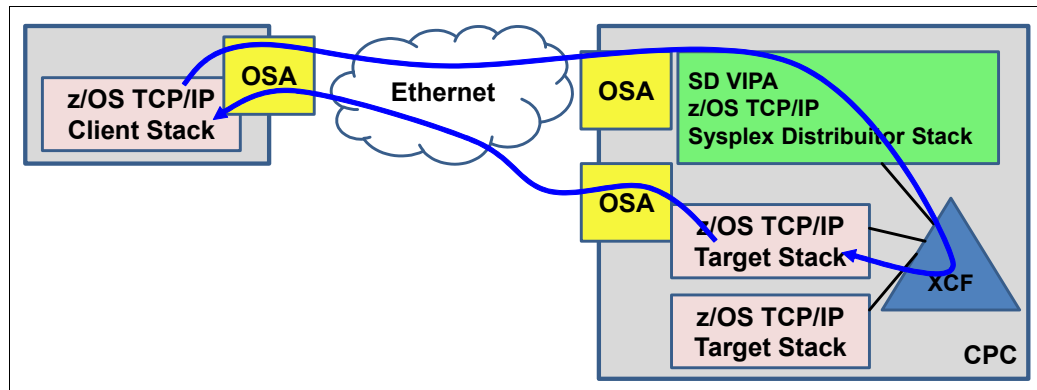 OSA
z/OS TCP/IP
Client Stack
Ethernet
OSA
SD VIPA
z/OS TCP/IP
Sysplex Distribuitor Stack
OSA
z/OS TCP/IP
Target Stack
XCF
z/OS TCP/IP
Target Stack
CPC